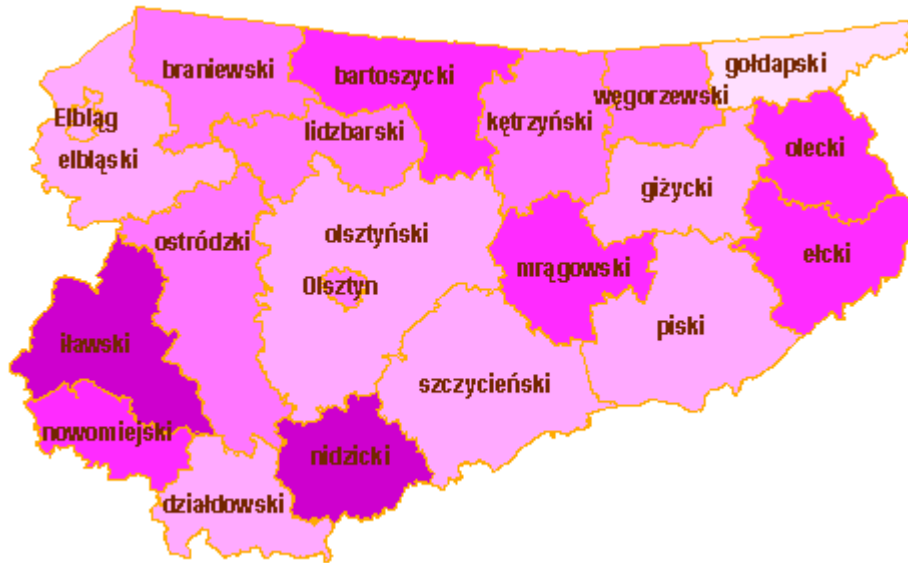 braniewski
bartoszycki
gołdapski
węgorzewski
Elbląg
lidzbarski
kętrzyński
elbląski
olecki
giżycki
ostródzki
olsztyński
mrągowski
ełcki
Olsztyn
piski
iławski
szczycieński
nowomiejski
nidzicki
działdowski